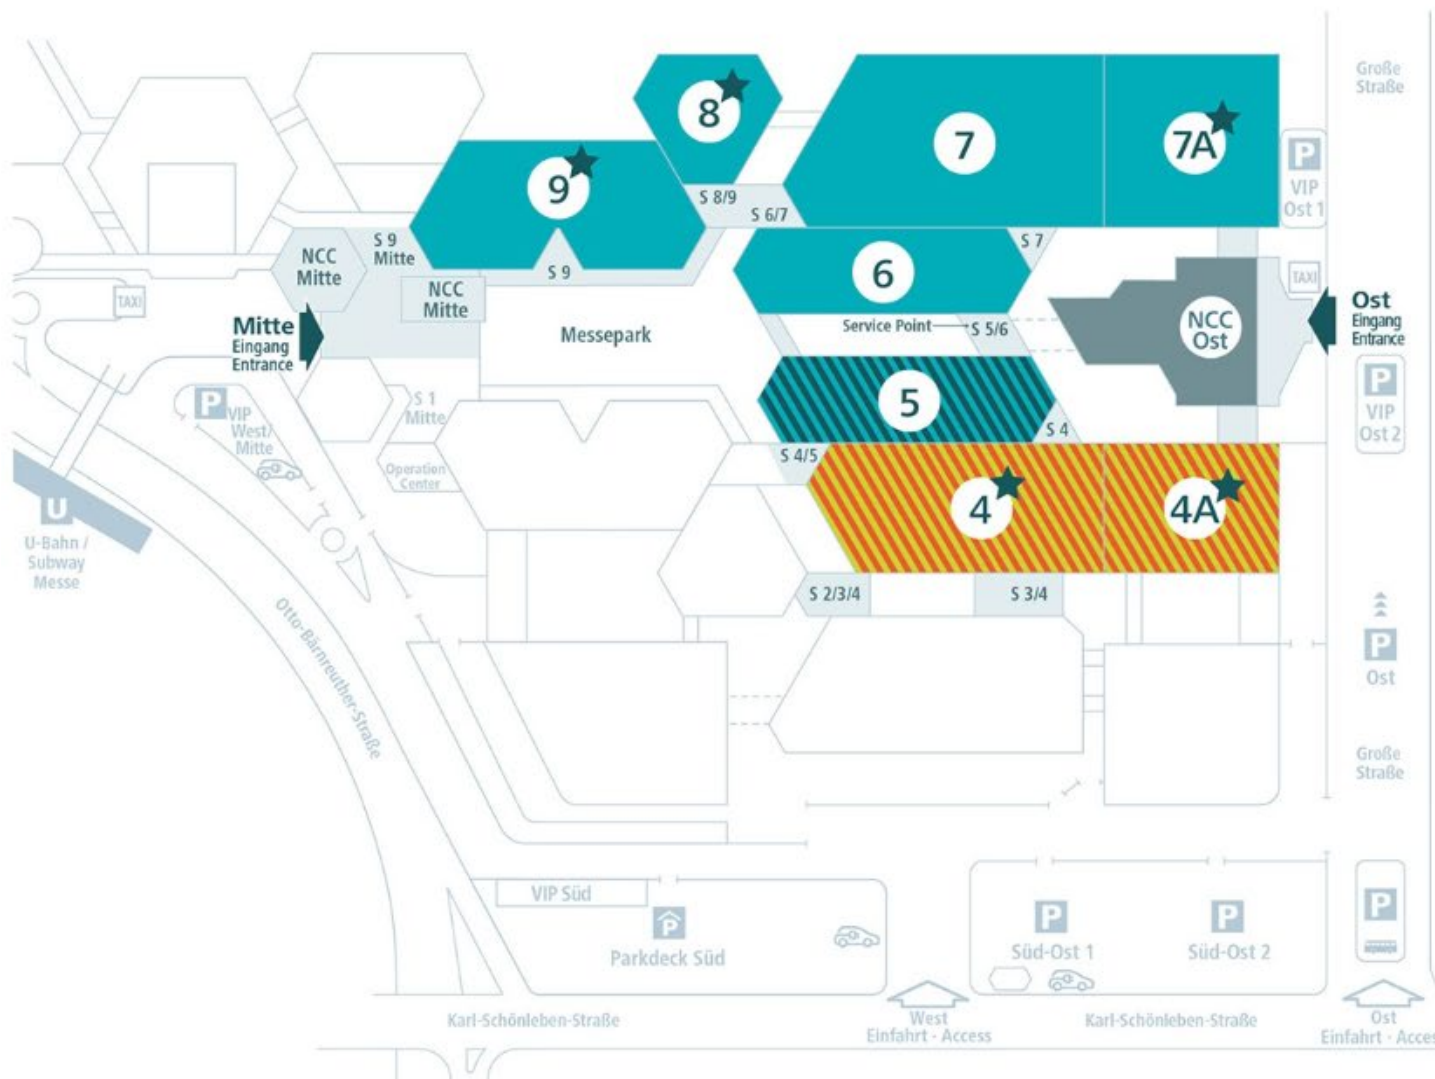 Große
Straße
8
7
7A
P
VIP
Ost 1
9
S 8/9
S 6/7
S 9
Mitte
NCC
Mitte
S 9
6
S 7
TAXI
TAXI
NCC
Mitte
Mitte
Eingang
Entrance
Messepark
Service Point
S 5/6
NCC
Ost
Ost
Eingang
Entrance
P
VIP
West/
Mitte
S 1
Mitte
5
S 4
P
VIP
Ost 2
Operation
Center
S 4/5
4
4A
U
U-Bahn /
Subway
Messe
S 2/3/4
S 3/4
Otto-Bärnreuther-Straße
P
Ost
Große
Straße
VIP Süd
P
Parkdeck Süd
P
Süd-Ost 1
P
Süd-Ost 2
P
Karl-Schönleben-Straße
West
Einfahrt - Access
Karl-Schönleben-Straße
Ost
Einfahrt - Acces